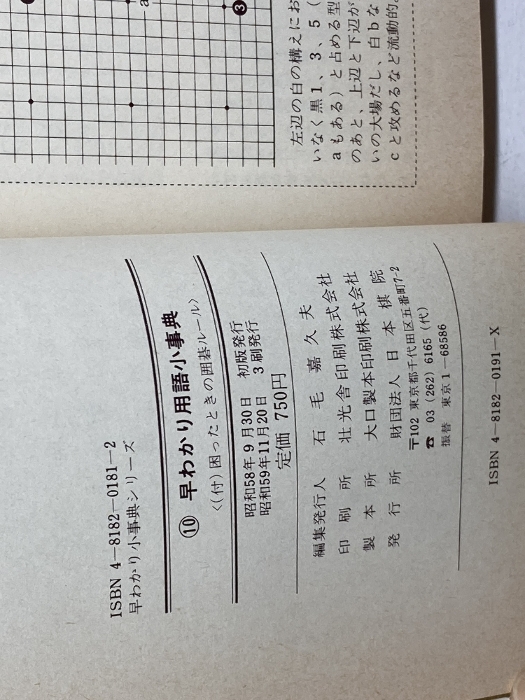 3
a
左辺の白の構えにお
いなく黒1、3、5(
aもある)と占める型
のあと、上辺と下辺が
いの大場だし、白bな
cと攻めるなど流動的。
ISBN 4-8182-0181-2
早わかり小事典シリーズ
⑩ 早わかり用語小事典
〈(付)困ったときの囲碁ルール〉
昭和58年9月30日 初版発行
昭和59年11月20日 3刷発行
定価 750円
編集発行人 石毛嘉久夫
印刷所 壮光舎印刷株式会社
製本所 大口製本印刷株式会社
発行所 財団法人 日本棋院
〒102 東京都千代田区五番町7-2
☎ 03 (262) 6165 (代)
振替 東京1-68586
ISBN 4-8182-0191-X